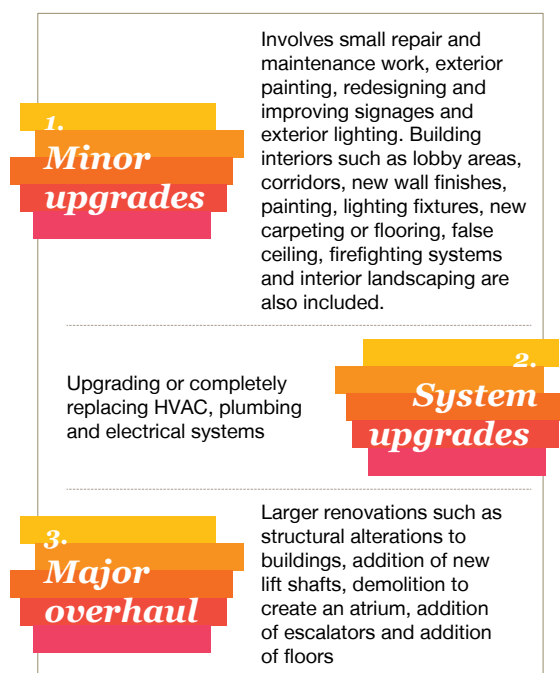 1.
Minor
upgrades
Involves small repair and
maintenance work, exterior
painting, redesigning and
improving signages and
exterior lighting. Building
interiors such as lobby areas,
corridors, new wall finishes,
painting, lighting fixtures, new
carpeting or flooring, false
ceiling, firefighting systems
and interior landscaping are
also included.
2.
System
upgrades
Upgrading or completely
replacing HVAC, plumbing
and electrical systems
3.
Major
overhaul
Larger renovations such as
structural alterations to
buildings, addition of new
lift shafts, demolition to
create an atrium, addition
of escalators and addition
of floors